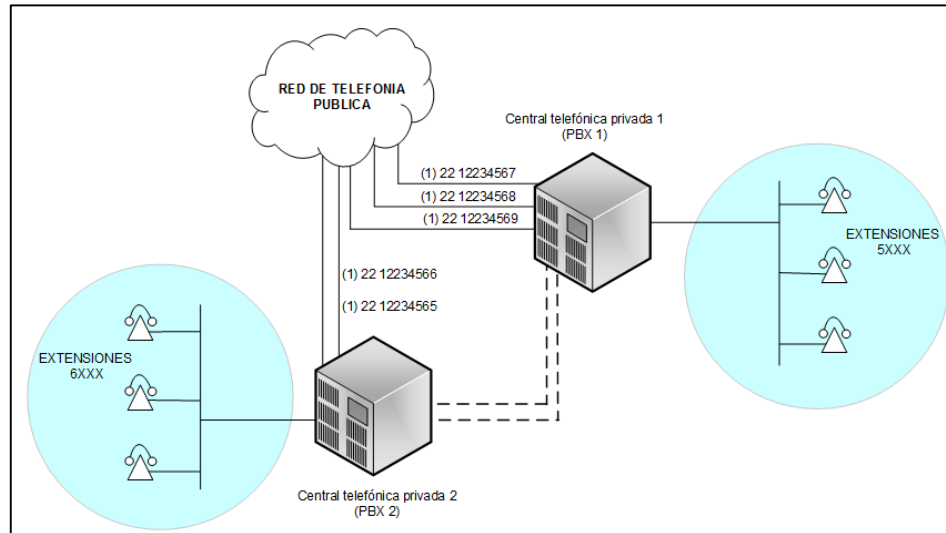 RED DE TELEFONIA
PUBLICA
Central telefónica privada 1
(PBX 1)
(1) 22 12234567
(1) 22 12234568
(1) 22 12234569
EXTENSIONES
5XXX
(1) 22 12234566
(1) 22 12234565
EXTENSIONES
6XXX
Central telefónica privada 2
(PBX 2)